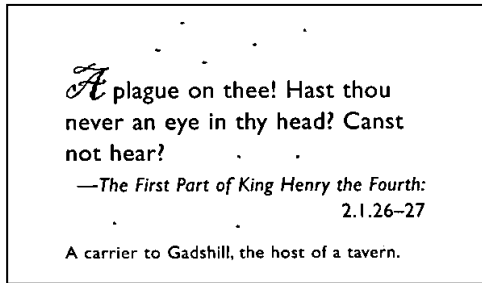 A plague on thee! Hast thou
never an eye in thy head? Canst
not hear?
—The First Part of King Henry the Fourth:
2.1.26–27
A carrier to Gadshill, the host of a tavern.